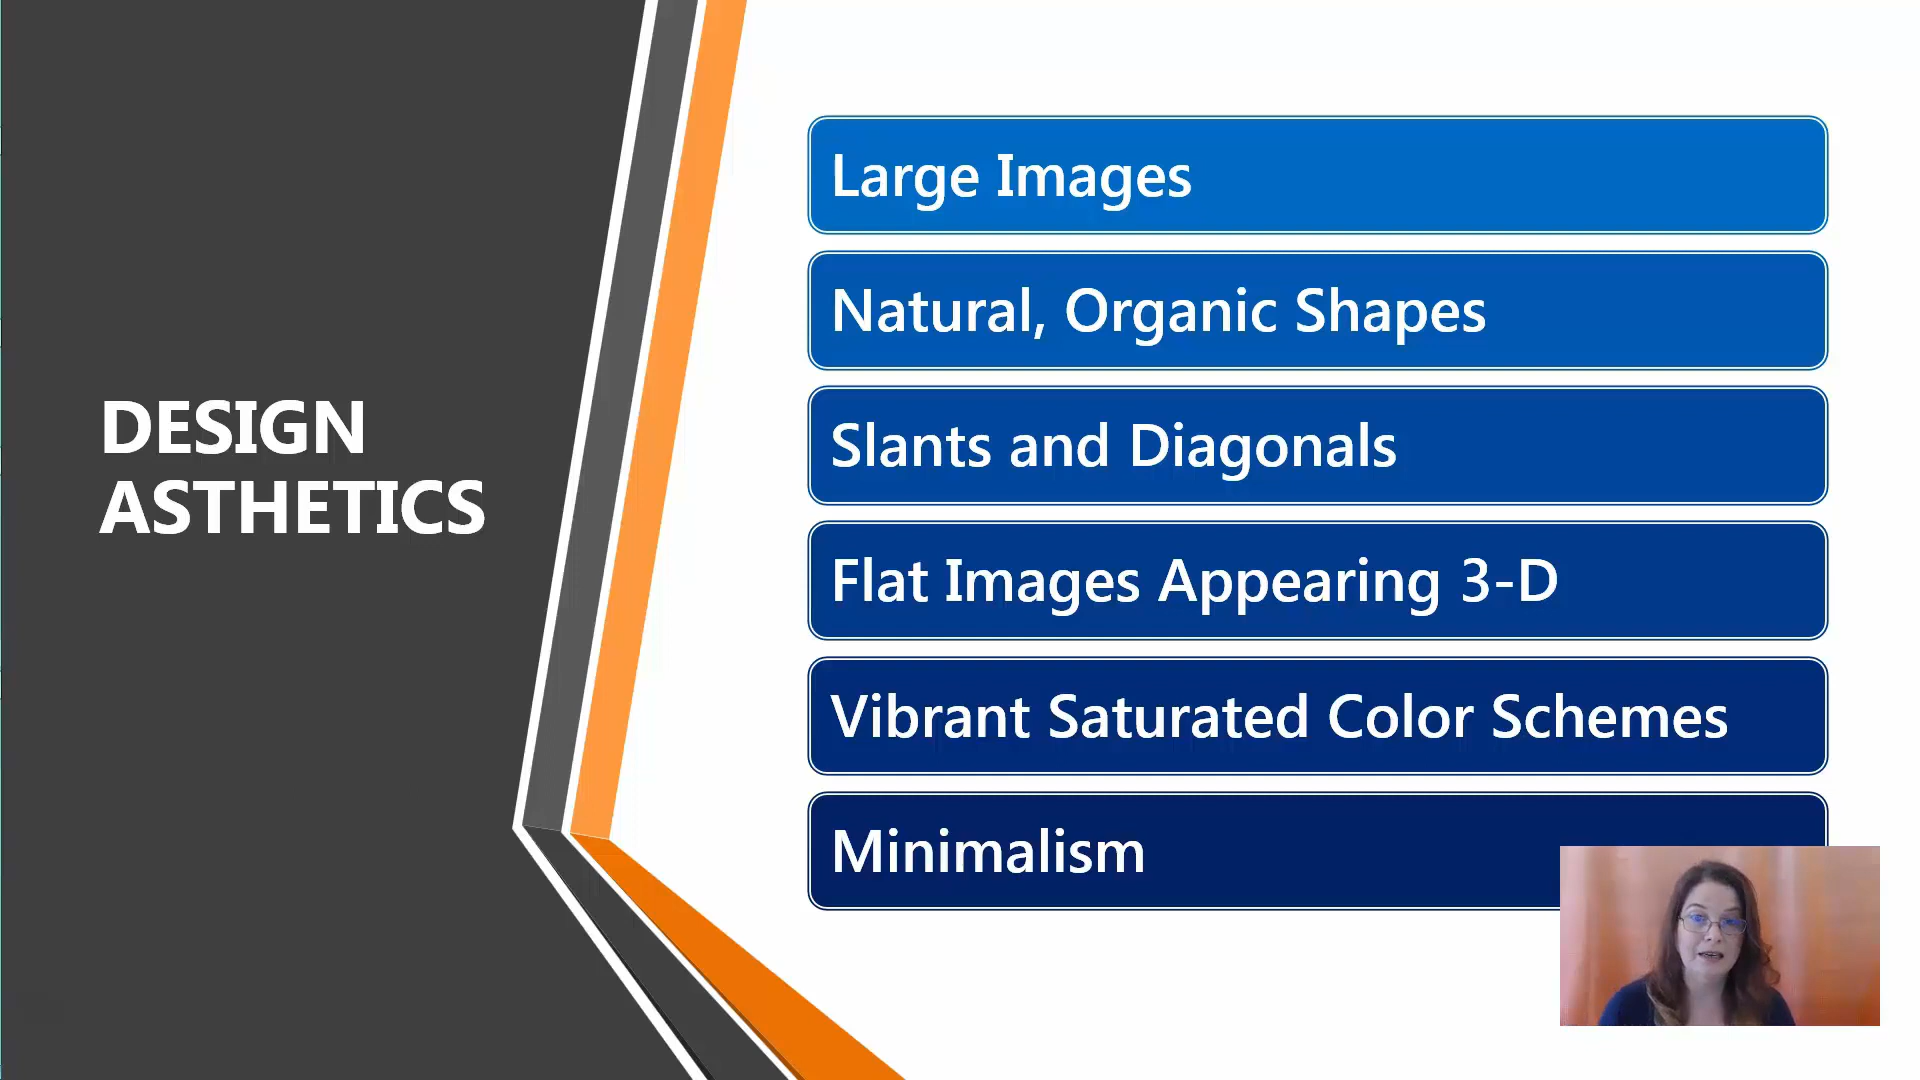 DESIGN
ASTHETICS
Large Images
Natural, Organic Shapes
Slants and Diagonals
Flat Images Appearing 3-D
Vibrant Saturated Color Schemes
Minimalism